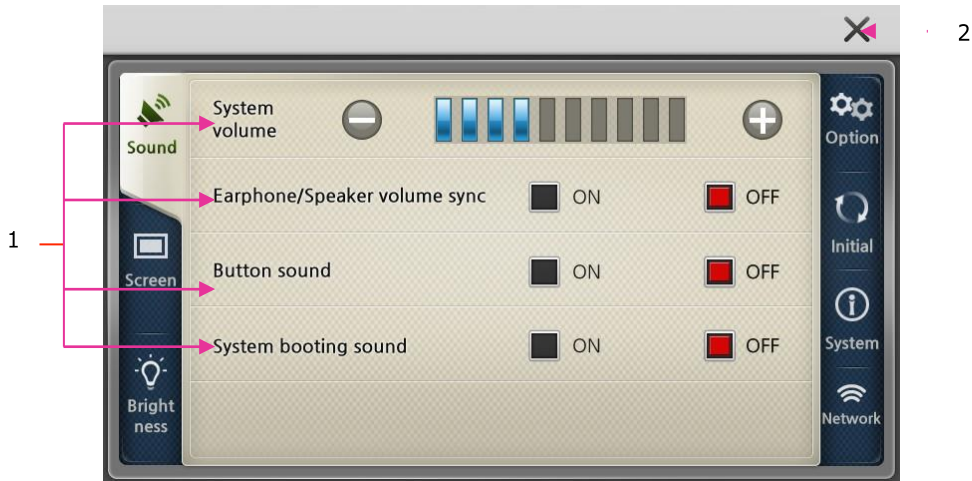 2
Sound
System
volume
Option
Earphone/Speaker volume sync ON OFF
1
Initial
Screen
Button sound ON OFF
System booting sound ON OFF
System
Bright
ness
Network